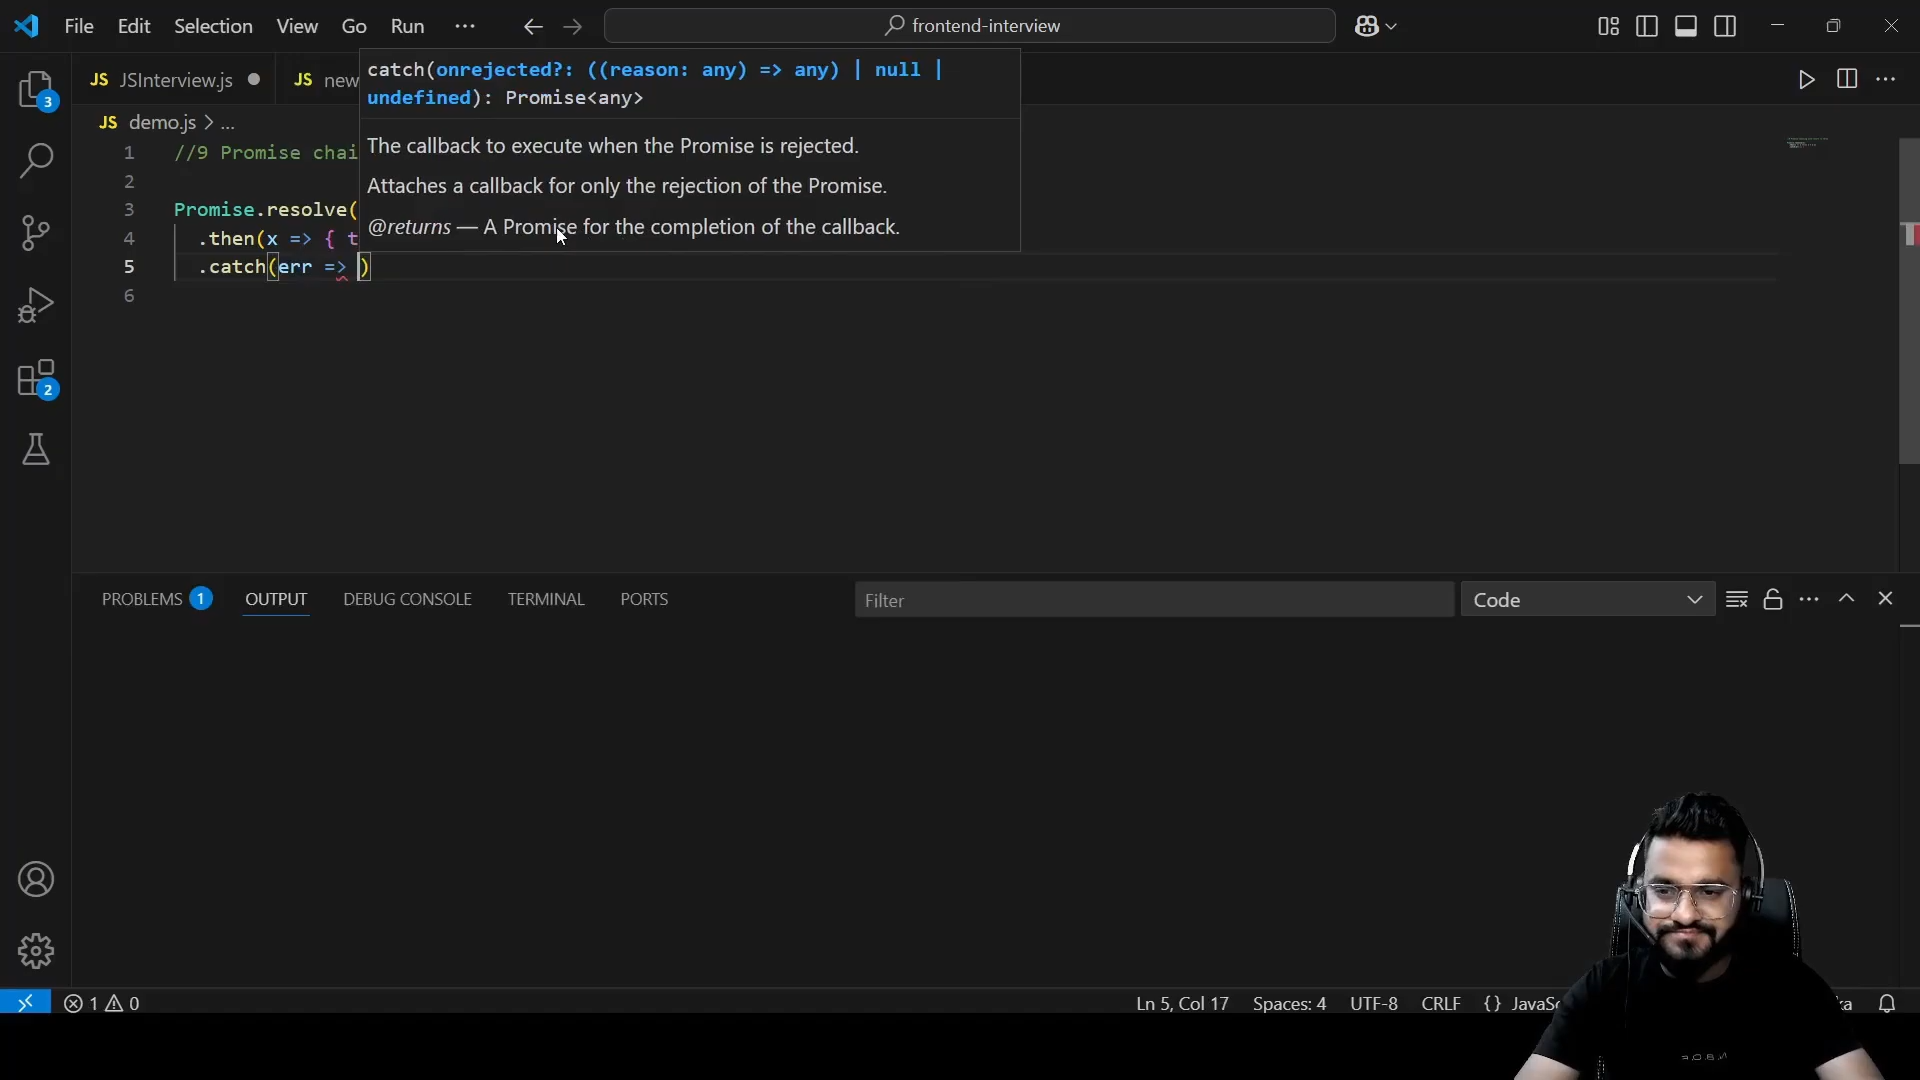 File Edit Selection View Go Run ··· frontend-interview
JS JSInterview.js JS new
JS demo.js > ...
catch(onrejected?: ((reason: any) => any) | null |
undefined): Promise<any>
The callback to execute when the Promise is rejected.
Attaches a callback for only the rejection of the Promise.
@returns — A Promise for the completion of the callback.
1 //9 Promise chai
2
3 Promise.resolve(
4 .then(x => { t
5 .catch(err => )
6
3
2
PROBLEMS 1 OUTPUT DEBUG CONSOLE TERMINAL PORTS Filter Code
1 0 Ln 5, Col 17 Spaces: 4 UTF-8 CRLF {} JavaSc ka